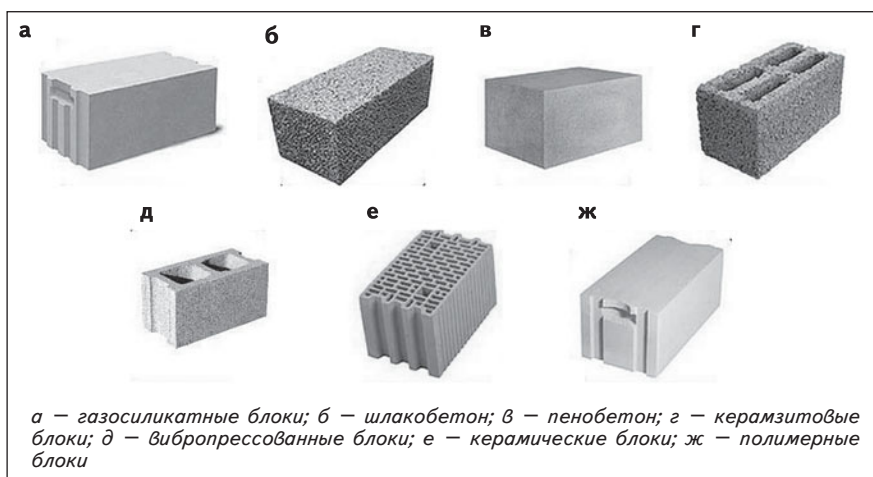 а
б
в
г
д
е
ж
а — газосиликатные блоки; б — шлакобетон; в — пенобетон; г — керамзитовые
блоки; д — вибропрессованные блоки; е — керамические блоки; ж — полимерные
блоки